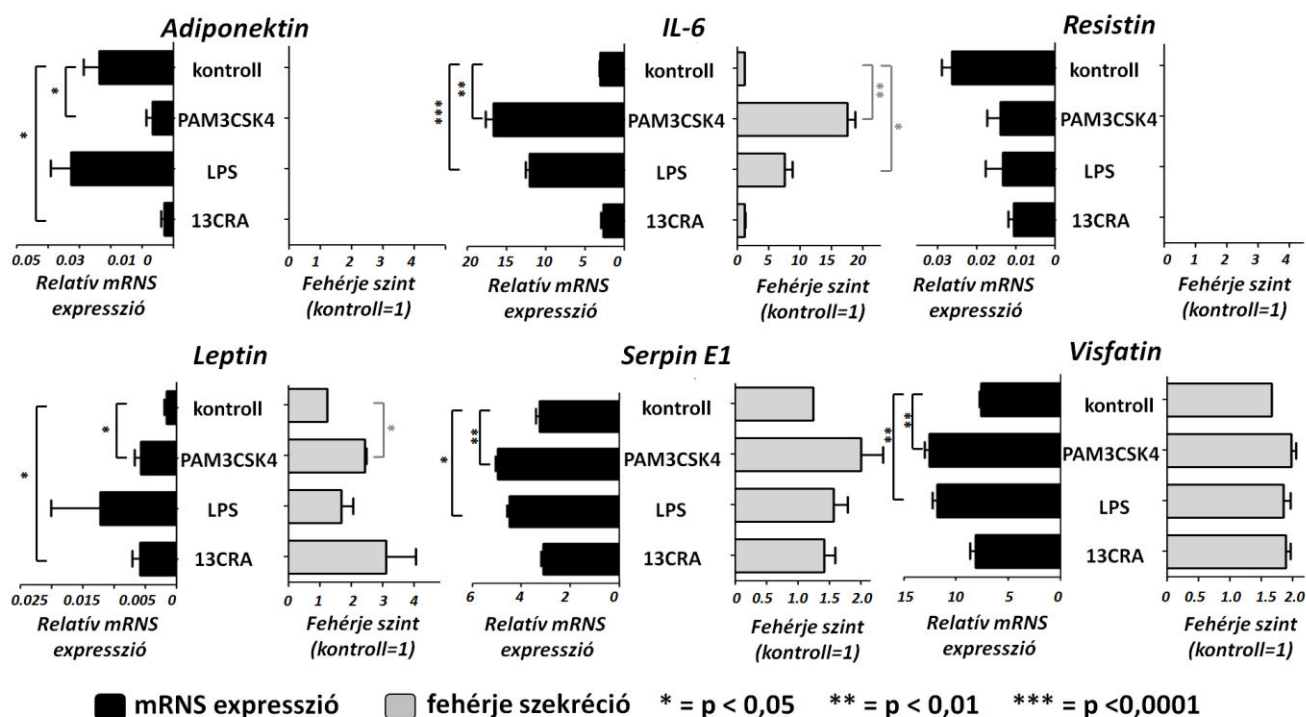 Adiponektin
IL-6
Resistin
kontroll
kontroll
kontroll
PAM3CSK4
PAM3CSK4
PAM3CSK4
LPS
LPS
LPS
13CRA
13CRA
13CRA
* * *** ** ** *
0.05 0.03 0.02 0.01 0
0 1 2 3 4
20 15 10 5 0
0 5 10 15 20
0.03 0.02 0.01 0
0 1 2 3 4
Relatív mRNS
expresszió
Fehérje szint
(kontroll=1)
Relatív mRNS
expresszió
Fehérje szint
(kontroll=1)
Relatív mRNS
expresszió
Fehérje szint
(kontroll=1)
Leptin
Serpin E1
Visfatin
kontroll
kontroll
kontroll
PAM3CSK4
PAM3CSK4
PAM3CSK4
LPS
LPS
LPS
13CRA
13CRA
13CRA
* * * * ** ** **
0.025 0.015 0.005 0
0 1 2 3 4
6 4 2 0
0 0.5 1.0 1.5 2.0
15 10 5 0
0 0.5 1.0 1.5 2.0
Relatív mRNS
expresszió
Fehérje szint
(kontroll=1)
Relatív mRNS
expresszió
Fehérje szint
(kontroll=1)
Relatív mRNS
expresszió
Fehérje szint
(kontroll=1)
mRNS expresszió fehérje szekréció * = p < 0,05 ** = p < 0,01 *** = p <0,0001